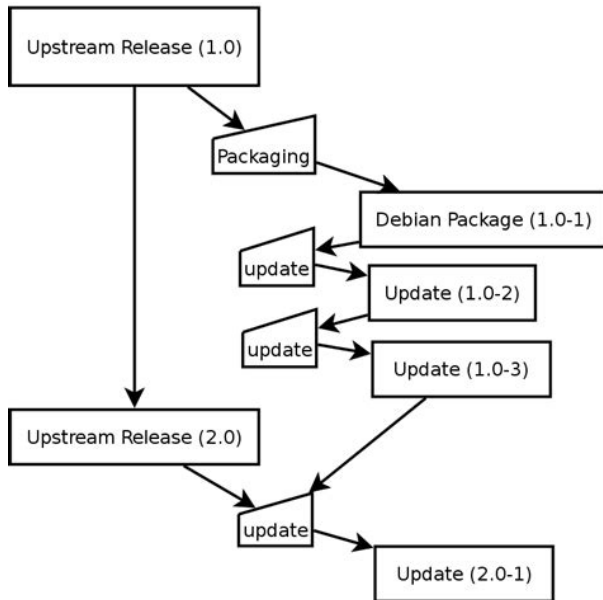 Upstream Release (1.0)
Packaging
Debian Package (1.0-1)
update
Update (1.0-2)
update
Update (1.0-3)
Upstream Release (2.0)
update
Update (2.0-1)